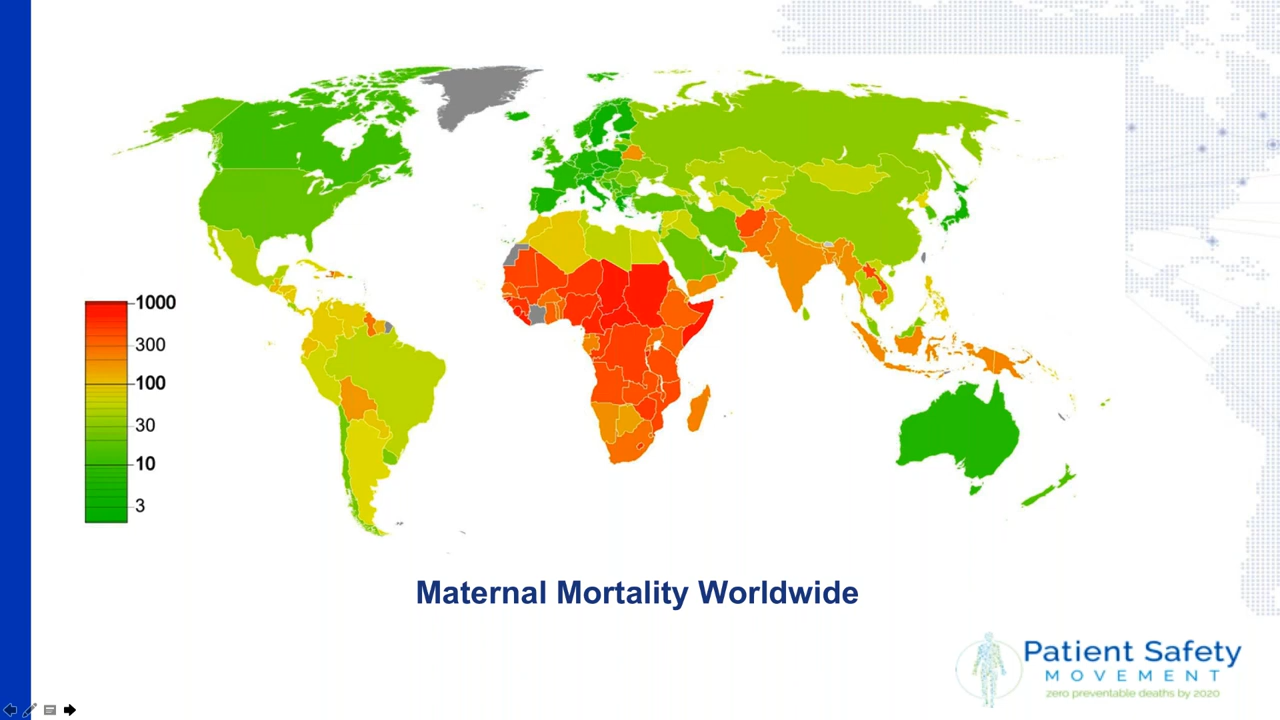 1000
300
100
30
10
3
Maternal Mortality Worldwide
Patient Safety
MOVEMENT
zero preventable deaths by 2020